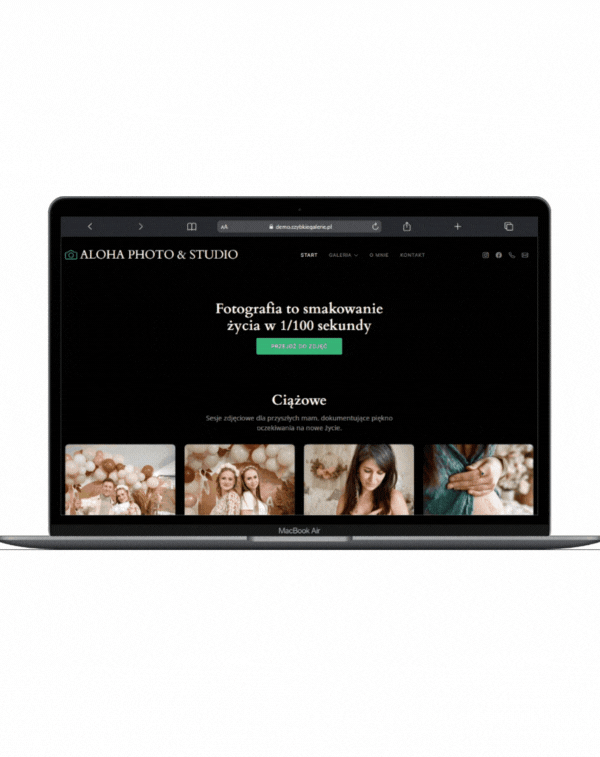 AA demo.szybkiegalerie.pl
ALOHA PHOTO & STUDIO START GALERIA O MNIE KONTAKT
Fotografia to smakowanie
życia w 1/100 sekundy
PRZEJDŹ DO ZDJĘĆ
Ciążowe
Sesje zdjęciowe dla przyszłych mam, dokumentujące piękno
oczekiwania na nowe życie.
MacBook Air